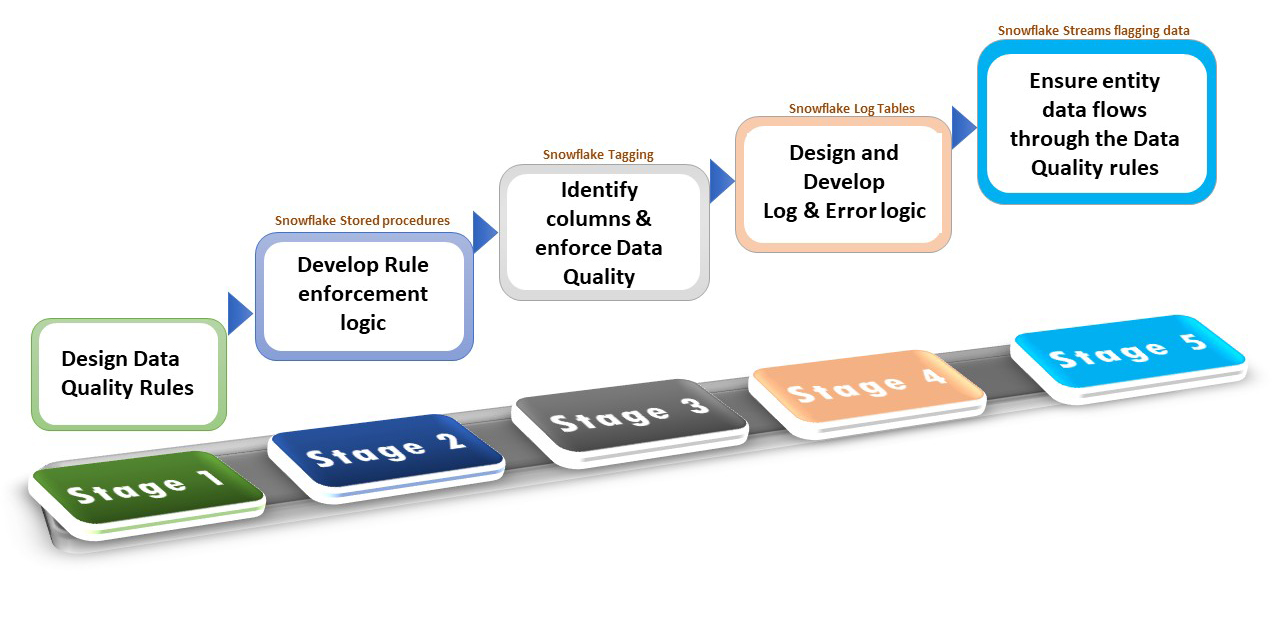 Snowflake Streams flagging data
Ensure entity
data flows
through the Data
Quality rules
Snowflake Log Tables
Design and
Develop
Log & Error logic
Snowflake Tagging
Identify
columns &
enforce Data
Quality
Snowflake Stored procedures
Develop Rule
enforcement
logic
Design Data
Quality Rules
Stage 1
Stage 2
Stage 3
Stage 4
Stage 5